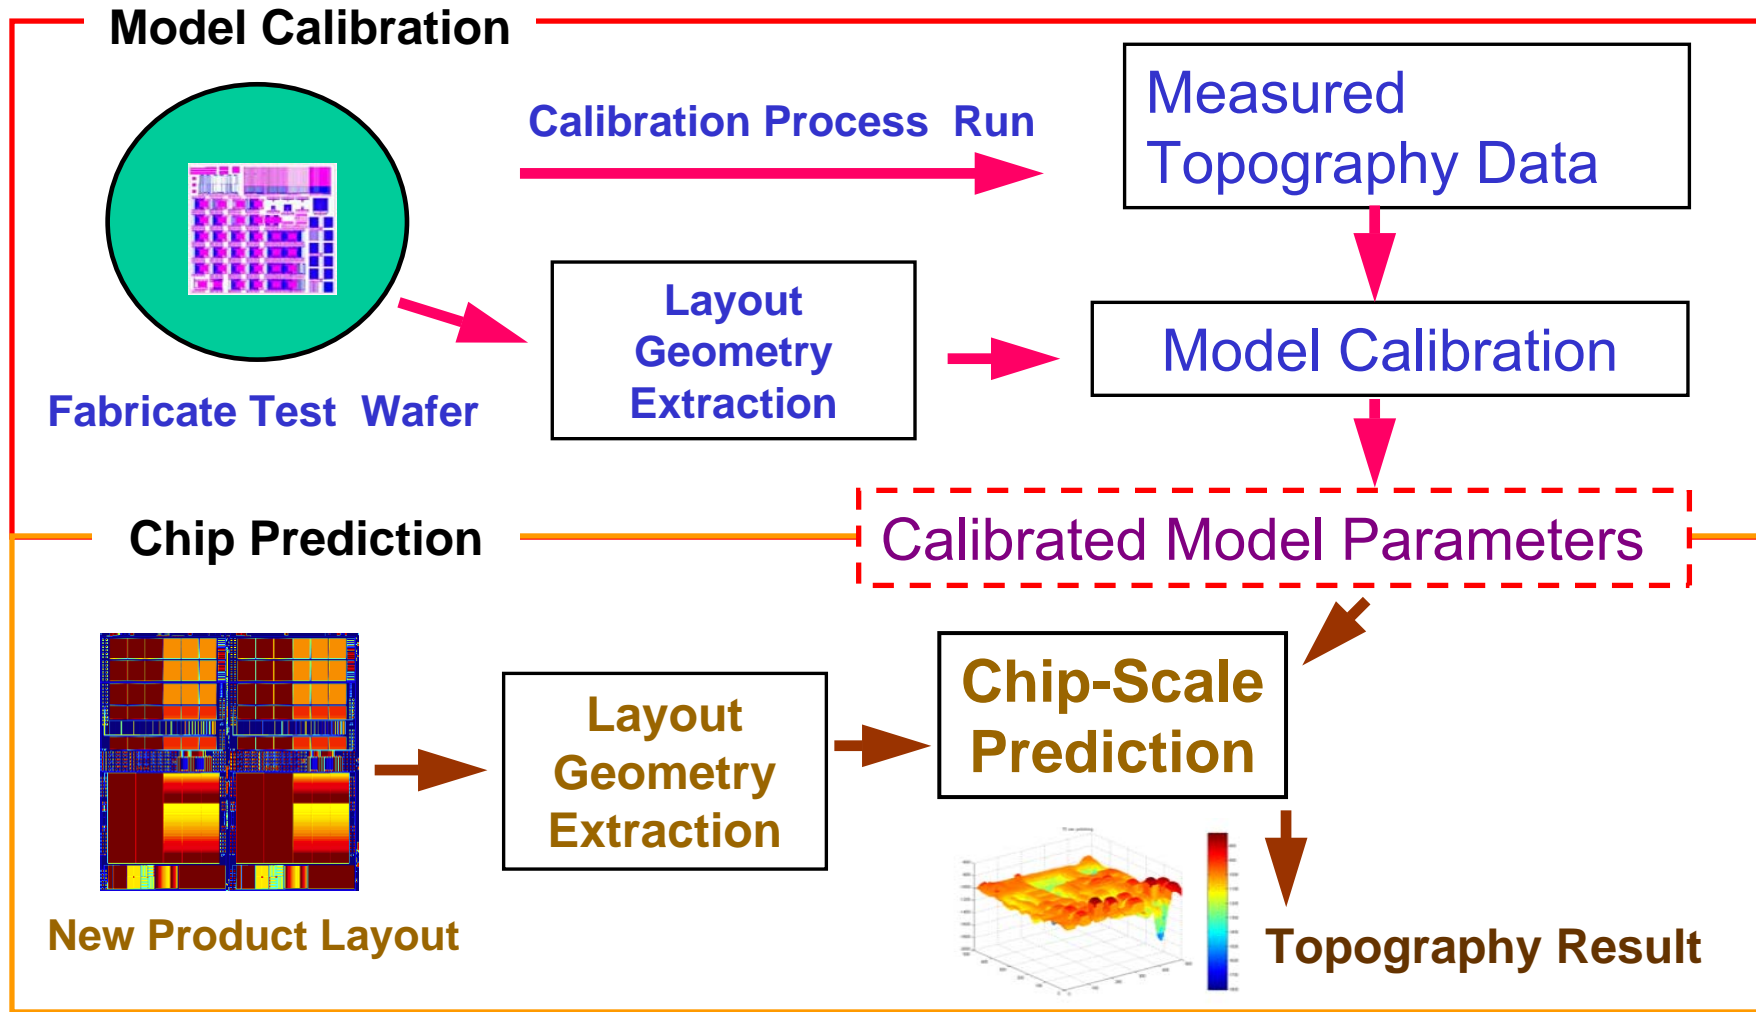 Model Calibration
Calibration Process Run
Measured
Topography Data
Layout
Geometry
Extraction
Model Calibration
Fabricate Test Wafer
Chip Prediction
Calibrated Model Parameters
Layout
Geometry
Extraction
Chip-Scale
Prediction
New Product Layout
Topography Result